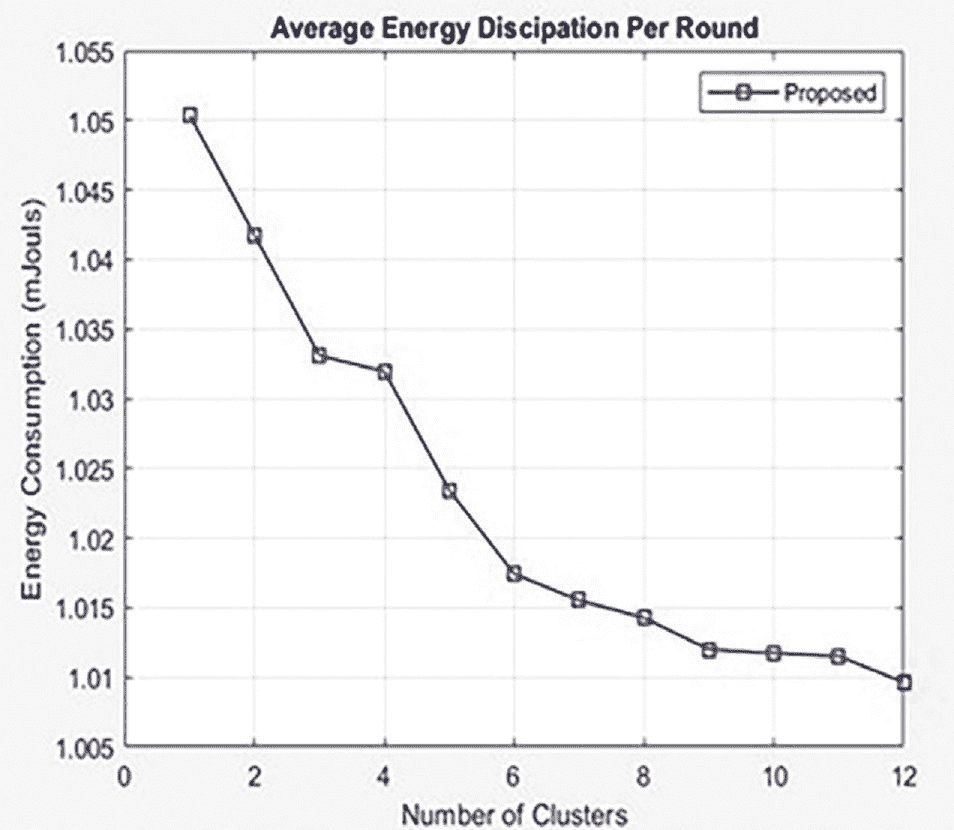 Average Energy Discipation Per Round
Proposed
1.055
1.05
1.045
1.04
1.035
1.03
1.025
1.02
1.015
1.01
1.005
Energy Consumption (mJouls)
0 2 4 6 8 10 12
Number of Clusters